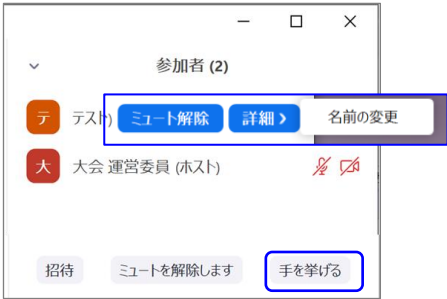 参加者 (2)
テ テスト) ミュート解除 詳細 › 名前の変更
大 大会 運営委員 (ホスト)
招待 ミュートを解除します 手を挙げる